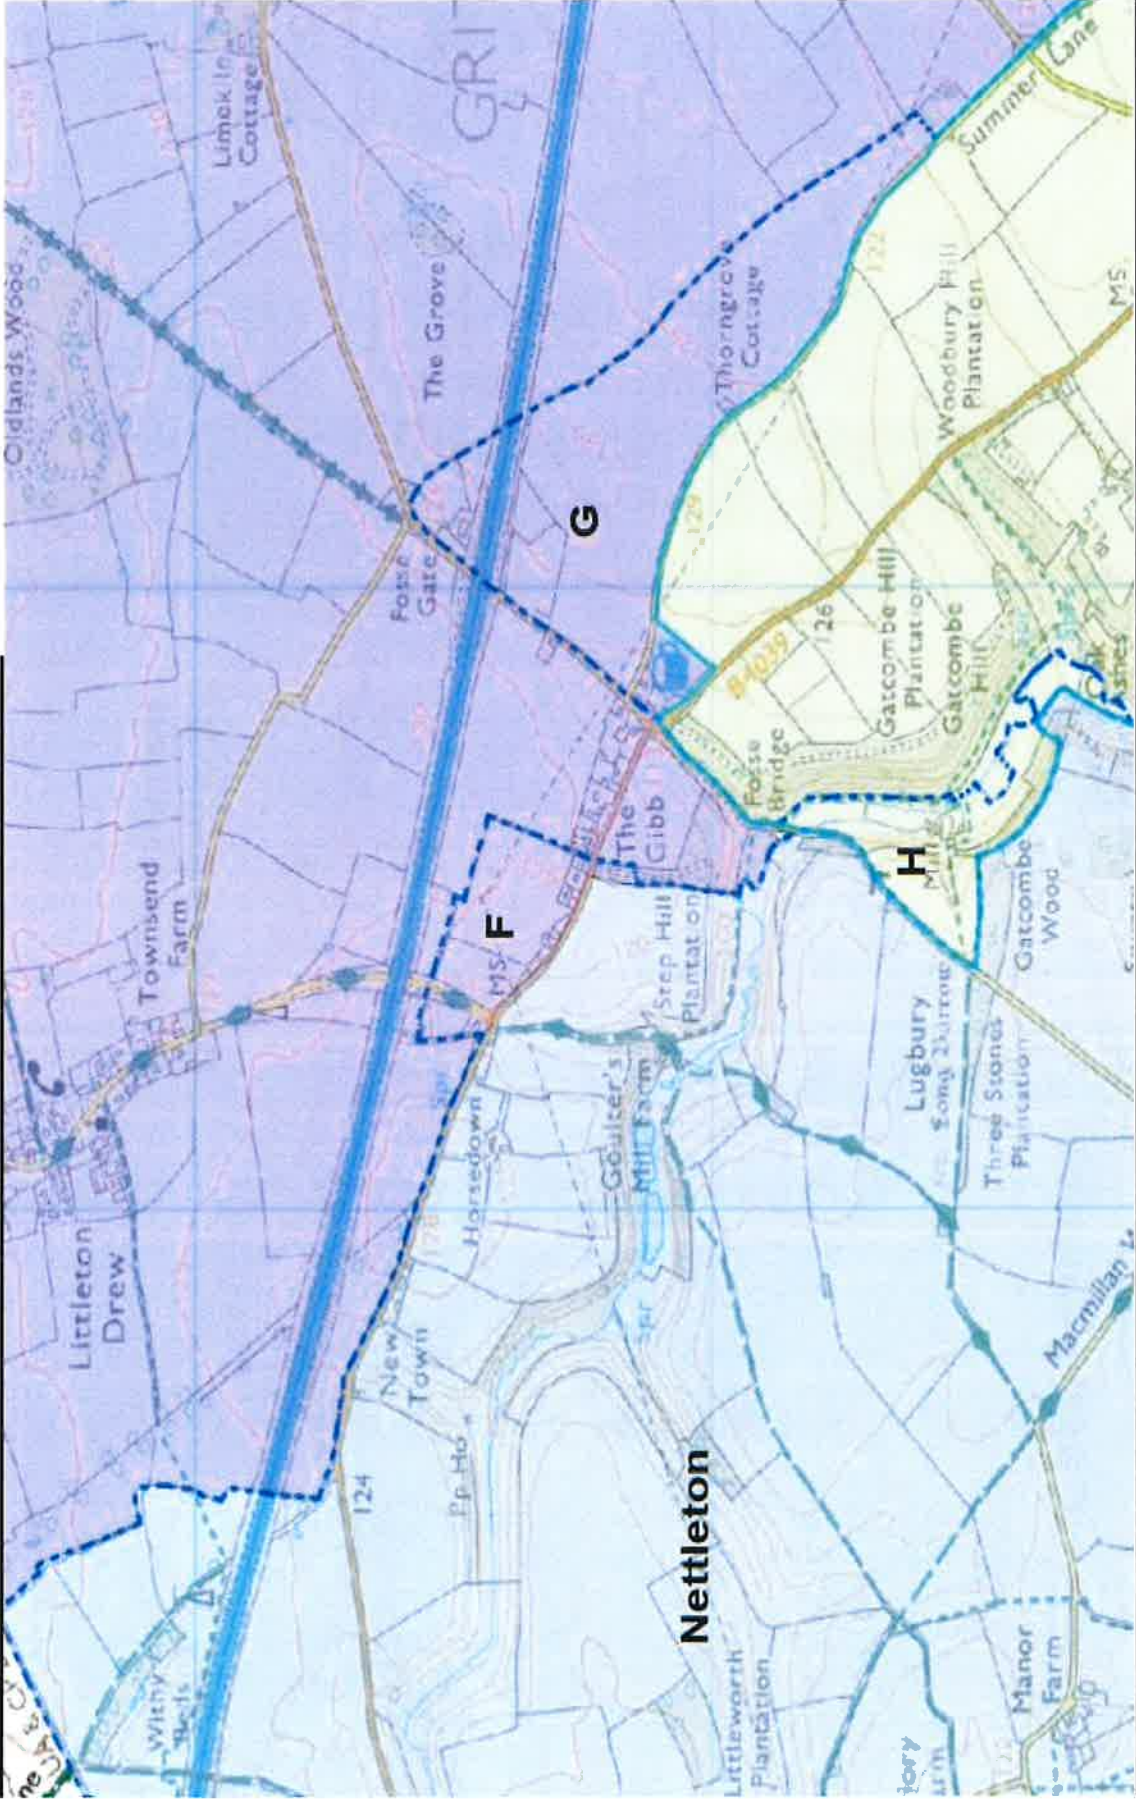 Oldlands Wood
Limekiln
Cottage
GRI
The Grove
Fosse
Gate
Townsend
Farm
Littleton
Drew
G
F
MS
The
Gibb
Thorngrove
Cottage
Summer Lane
122
129
Woodbury Hill
Plantation
MS
B4039
126
Gatcombe Hill
Plantation
Gatcombe
Hill
Fosse
Bridge
H
Mill
Gatcombe
Wood
Step Hill
Plantation
Lugbury
Long Barrow
Three Stones
Plantation
Goulter's
Mill Farm
Horsedown
New
Town
124
Pp Ho
Spr
Nettleton
Macmillan
Withy
Beds
Littleworth
Plantation
Manor
Farm